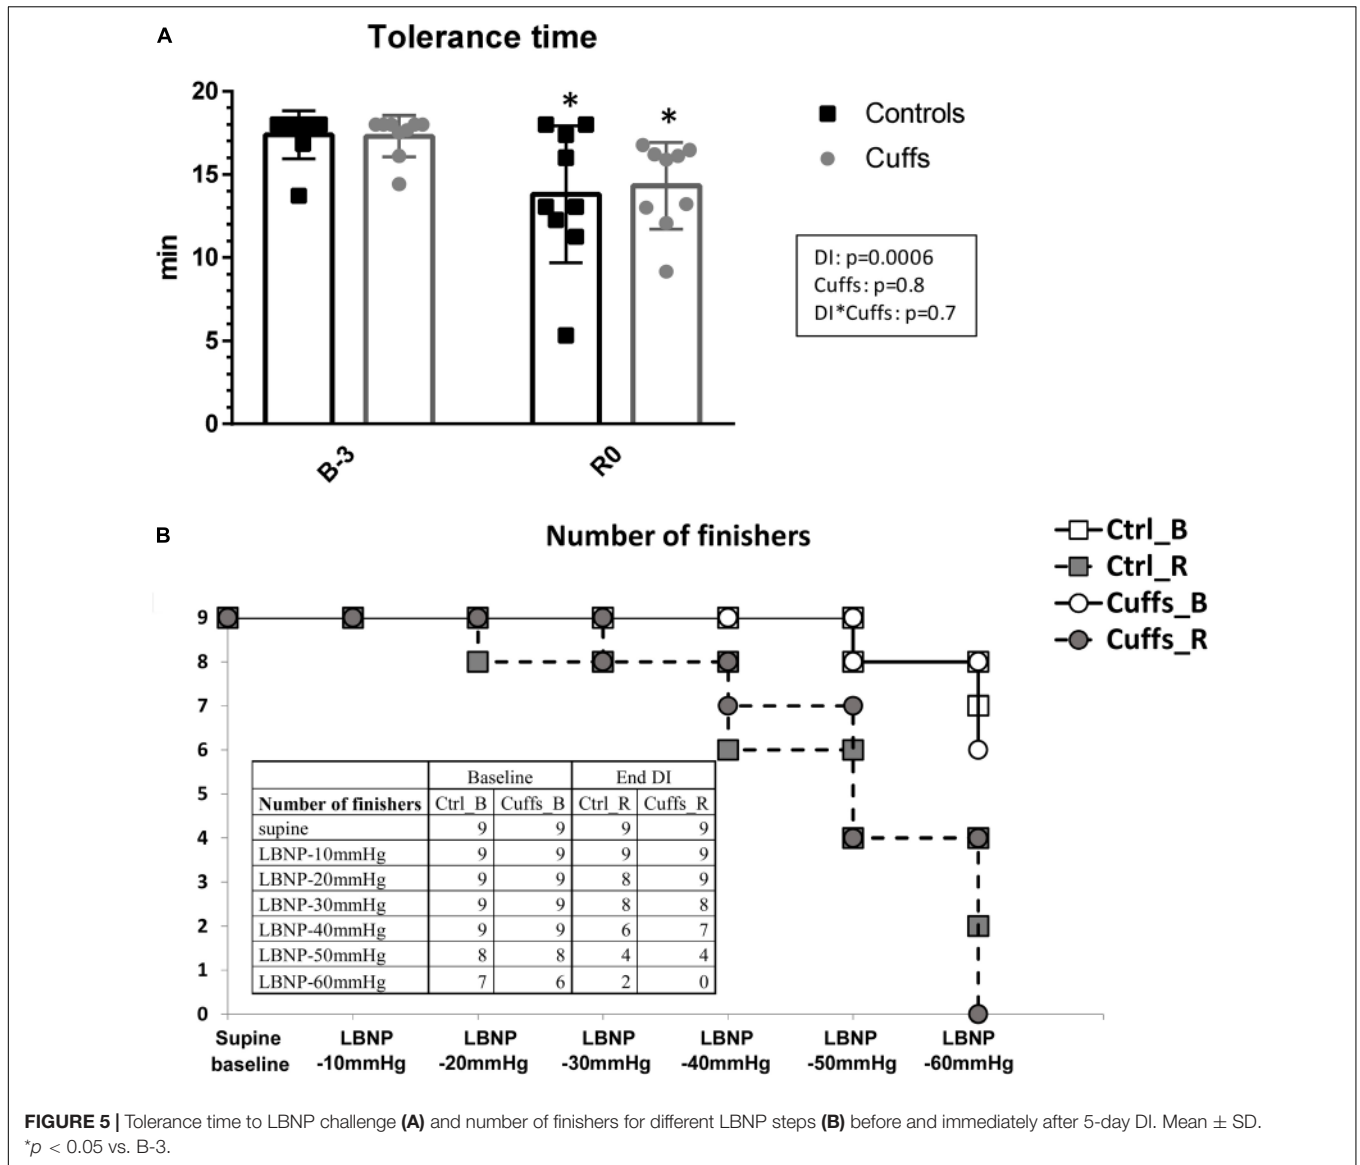 A
Tolerance time
20
15
10
5
0
min
B-3
R0
*
*
Controls
Cuffs
DI: p=0.0006
Cuffs: p=0.8
DI*Cuffs: p=0.7
B
Number of finishers
Ctrl_B
Ctrl_R
Cuffs_B
Cuffs_R
9
8
7
6
5
4
3
2
1
0
Baseline End DI
Number of finishers Ctrl_B Cuffs_B Ctrl_R Cuffs_R
supine 9 9 9 9
LBNP-10mmHg 9 9 9 9
LBNP-20mmHg 9 9 8 9
LBNP-30mmHg 9 9 8 8
LBNP-40mmHg 9 9 6 7
LBNP-50mmHg 8 8 4 4
LBNP-60mmHg 7 6 2 0
Supine LBNP LBNP LBNP LBNP LBNP LBNP
baseline -10mmHg -20mmHg -30mmHg -40mmHg -50mmHg -60mmHg
FIGURE 5 | Tolerance time to LBNP challenge (A) and number of finishers for different LBNP steps (B) before and immediately after 5-day DI. Mean ± SD.
*p < 0.05 vs. B-3.